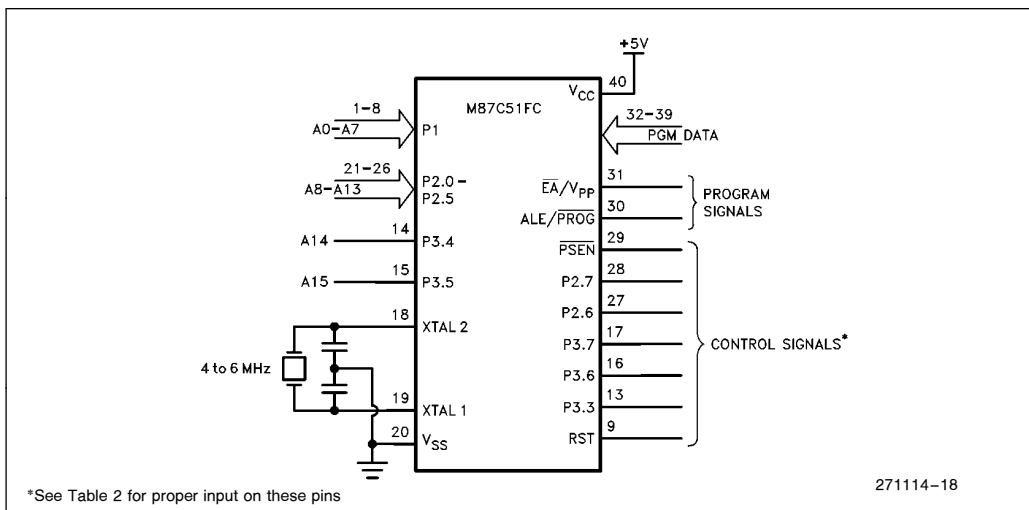 +5V
40
VCC
M87C51FC
1-8
A0-A7
P1
32-39
PGM DATA
21-26
A8-A13
P2.0-
P2.5
31
EA/VPP
PROGRAM
SIGNALS
30
ALE/PROG
14
A14
P3.4
29
PSEN
15
A15
P3.5
28
P2.7
27
P2.6
18
XTAL 2
17
P3.7
CONTROL SIGNALS*
4 to 6 MHz
16
P3.6
19
XTAL 1
13
P3.3
20
VSS
9
RST
*See Table 2 for proper input on these pins
271114-18